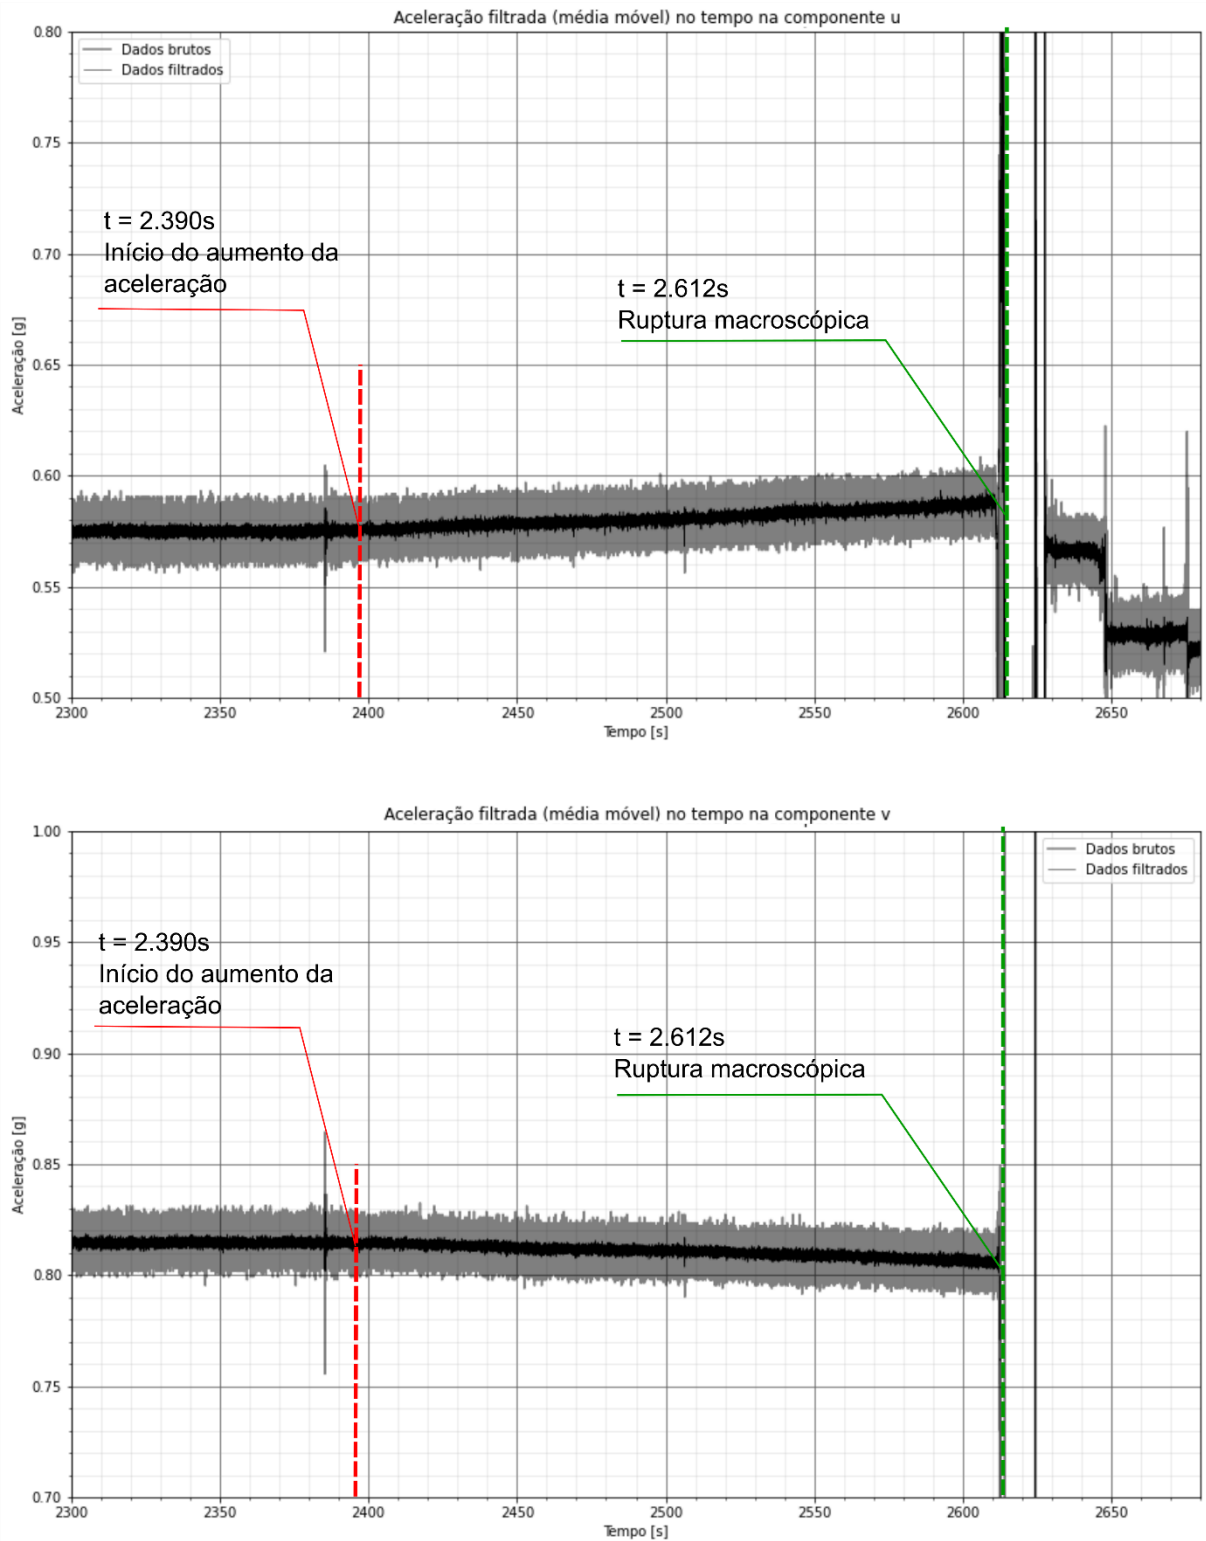 Aceleração filtrada (média móvel) no tempo na componente u
Dados brutos
Dados filtrados
t = 2.390s
Início do aumento da
aceleração
t = 2.612s
Ruptura macroscópica
Aceleração [g]
0.80
0.75
0.70
0.65
0.60
0.55
0.50
2300 2350 2400 2450 2500 2550 2600 2650
Tempo [s]
Aceleração filtrada (média móvel) no tempo na componente v
Dados brutos
Dados filtrados
t = 2.390s
Início do aumento da
aceleração
t = 2.612s
Ruptura macroscópica
Aceleração [g]
1.00
0.95
0.90
0.85
0.80
0.75
0.70
2300 2350 2400 2450 2500 2550 2600 2650
Tempo [s]